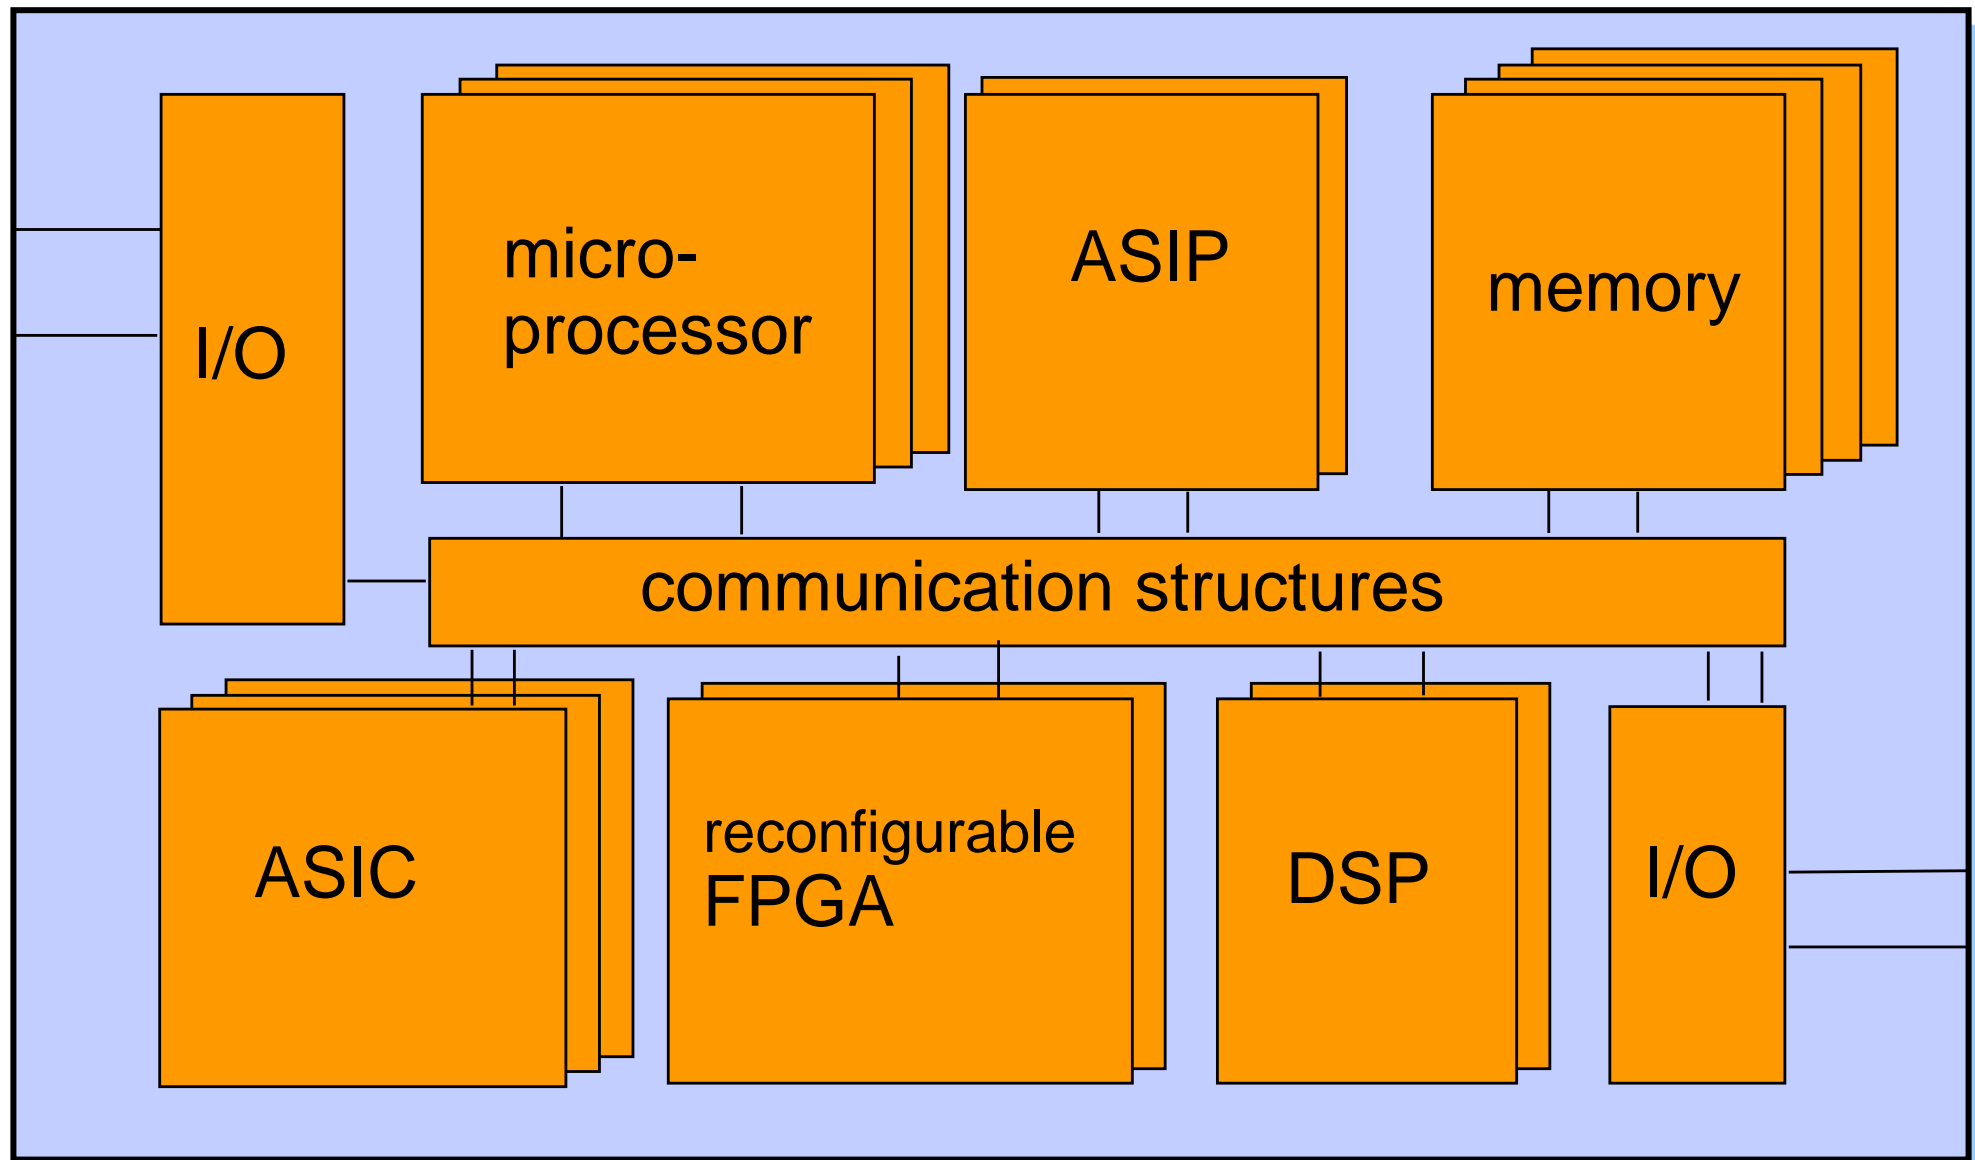 I/O
micro-
processor
ASIP
memory
communication structures
ASIC
reconfigurable
FPGA
DSP
I/O